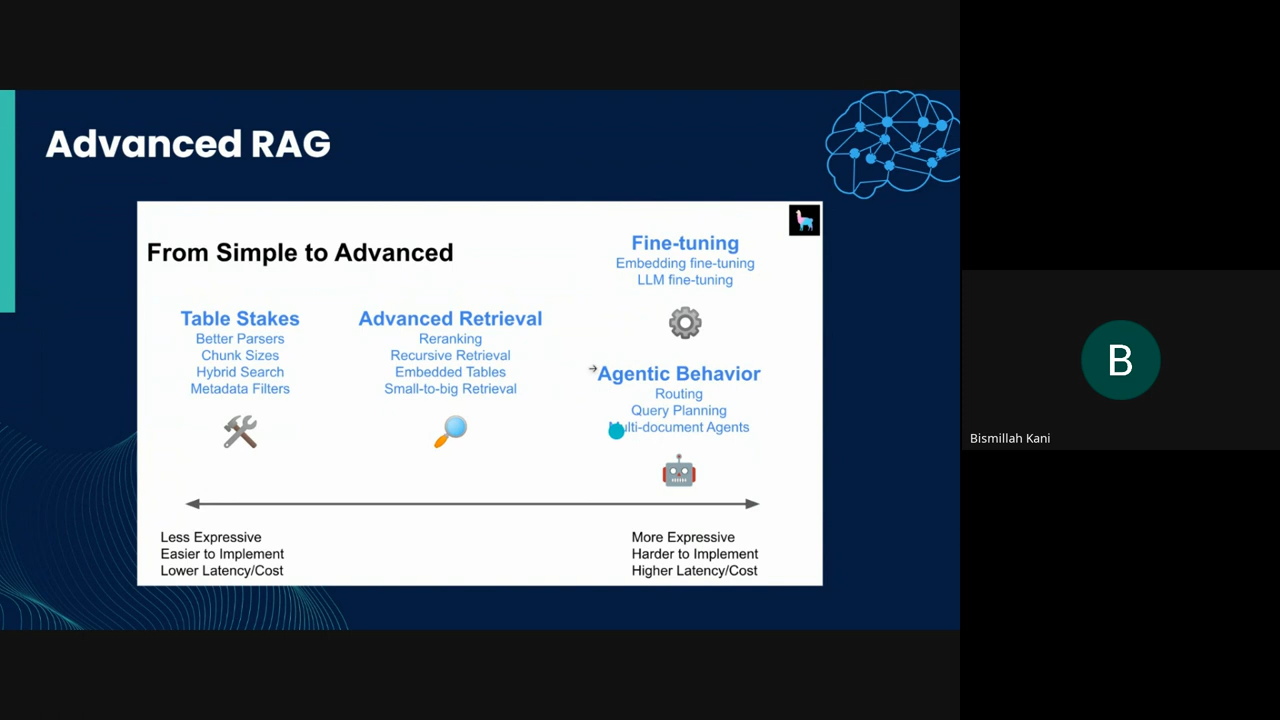 Advanced RAG
From Simple to Advanced
Table Stakes
Better Parsers
Chunk Sizes
Hybrid Search
Metadata Filters
Advanced Retrieval
Reranking
Recursive Retrieval
Embedded Tables
Small-to-big Retrieval
Fine-tuning
Embedding fine-tuning
LLM fine-tuning
Agentic Behavior
Routing
Query Planning
Multi-document Agents
Less Expressive
Easier to Implement
Lower Latency/Cost
More Expressive
Harder to Implement
Higher Latency/Cost
B
Bismillah Kani